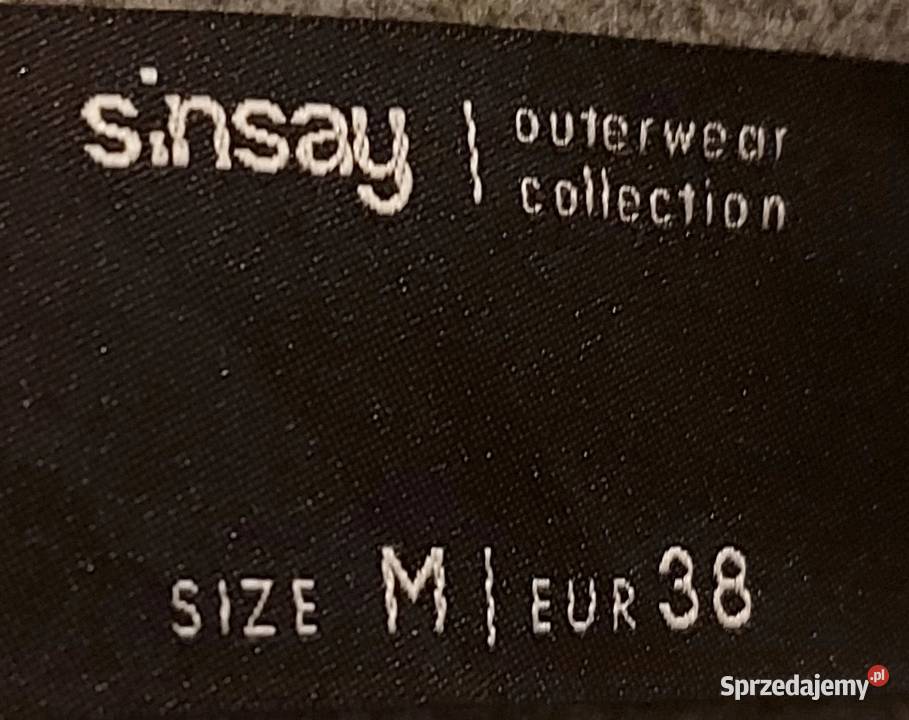 sinsay | outerwear
collection
SIZE M | EUR 38
Sprzedajemy.pl